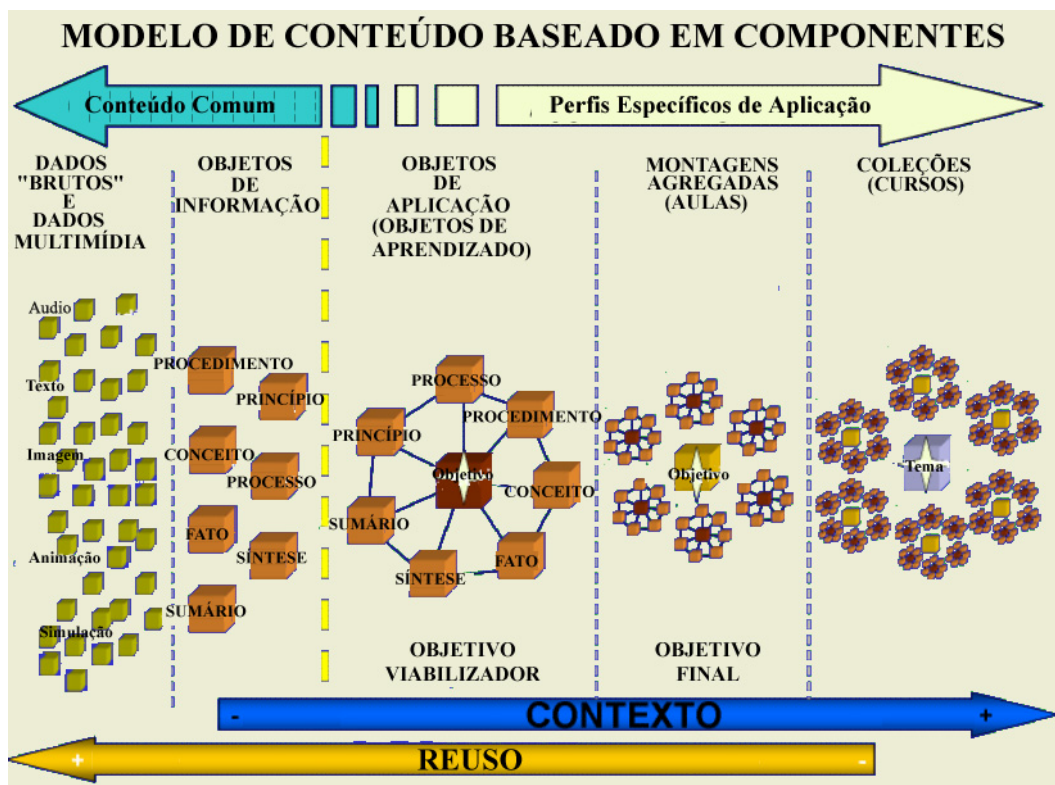 MODELO DE CONTEÚDO BASEADO EM COMPONENTES
Conteúdo Comum
Perfis Específicos de Aplicação
DADOS
"BRUTOS"
E
DADOS
MULTIMÍDIA
OBJETOS
DE
INFORMAÇÃO
OBJETOS
DE
APLICAÇÃO
(OBJETOS DE
APRENDIZADO)
MONTAGENS
AGREGADAS
(AULAS)
COLEÇÕES
(CURSOS)
Audio
Texto
Imagem
Animação
Simulação
PROCEDIMENTO
PRINCÍPIO
CONCEITO
PROCESSO
FATO
SÍNTESE
SUMÁRIO
PROCESSO
PROCEDIMENTO
PRINCÍPIO
Objetivo
CONCEITO
SUMÁRIO
FATO
SÍNTESE
Objetivo
Tema
OBJETIVO
VIABILIZADOR
OBJETIVO
FINAL
- CONTEXTO +
+ REUSO -